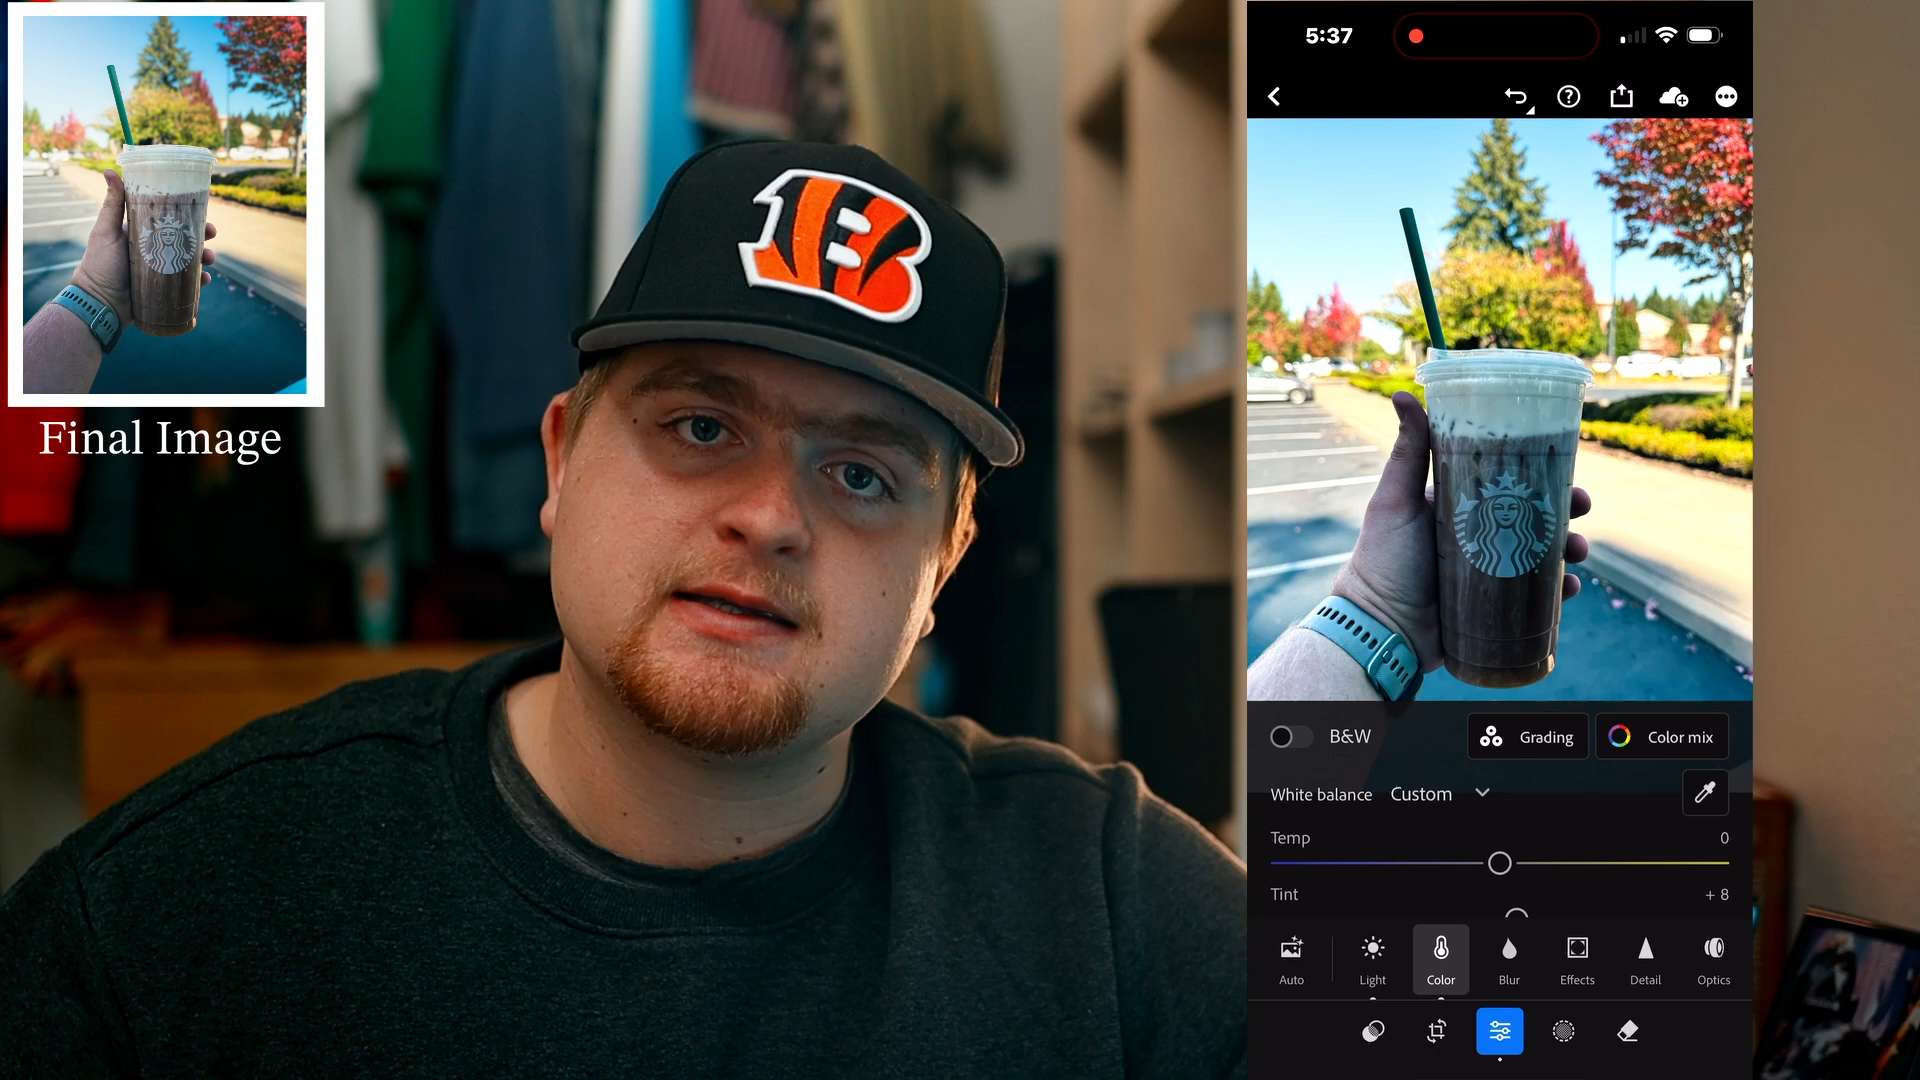 Final Image
B
5:37
B&W
Grading
Color mix
White balance
Custom
Temp
0
Tint
+ 8
Auto
Light
Color
Blur
Effects
Detail
Optics